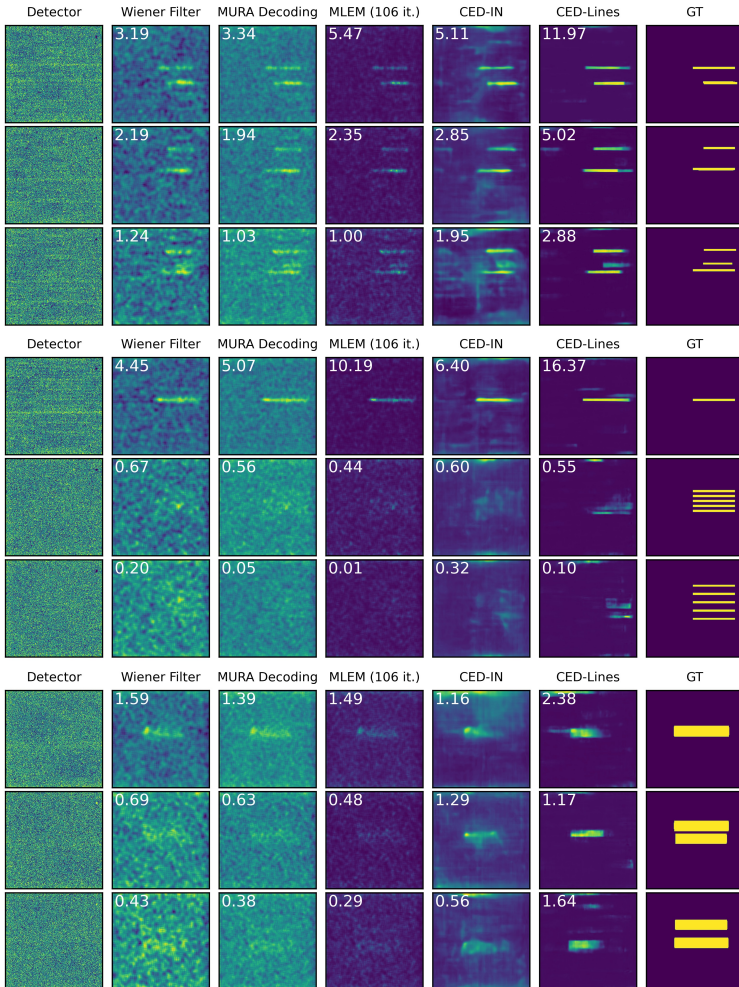 Detector Wiener Filter MURA Decoding MLEM (106 it.) CED-IN CED-Lines GT
3.19 3.34 5.47 5.11 11.97
2.19 1.94 2.35 2.85 5.02
1.24 1.03 1.00 1.95 2.88
Detector Wiener Filter MURA Decoding MLEM (106 it.) CED-IN CED-Lines GT
4.45 5.07 10.19 6.40 16.37
0.67 0.56 0.44 0.60 0.55
0.20 0.05 0.01 0.32 0.10
Detector Wiener Filter MURA Decoding MLEM (106 it.) CED-IN CED-Lines GT
1.59 1.39 1.49 1.16 2.38
0.69 0.63 0.48 1.29 1.17
0.43 0.38 0.29 0.56 1.64